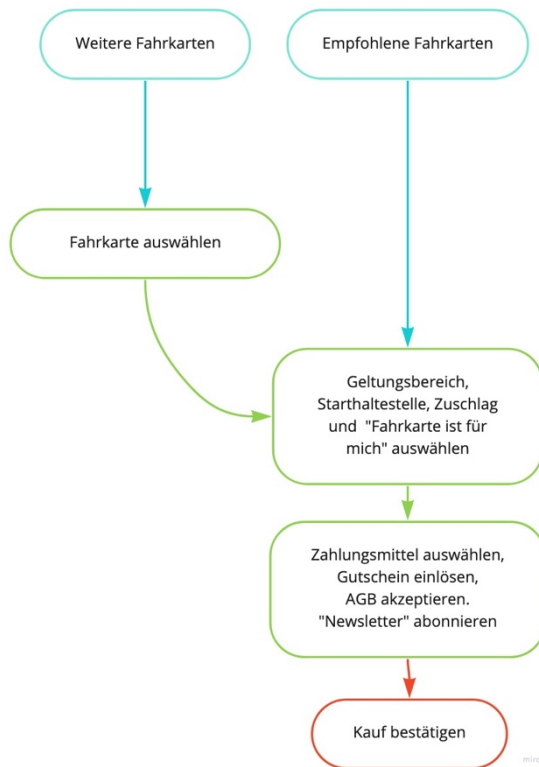 Weitere Fahrkarten
Empfohlene Fahrkarten
Fahrkarte auswählen
Geltungsbereich,
Starthaltestelle, Zuschlag
und "Fahrkarte ist für
mich" auswählen
Zahlungsmittel auswählen,
Gutschein einlösen,
AGB akzeptieren.
"Newsletter" abonnieren
Kauf bestätigen